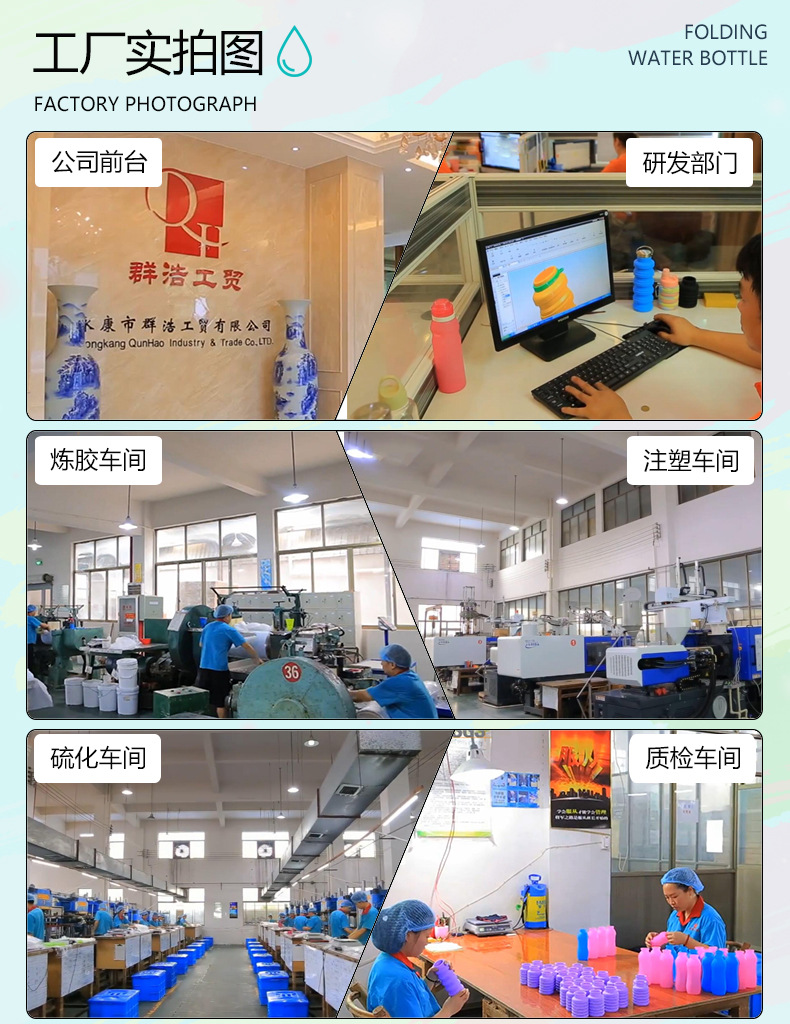 工厂实拍图
FACTORY PHOTOGRAPH
FOLDING
WATER BOTTLE
公司前台
研发部门
QH
群浩工贸
永康市群浩工贸有限公司
ongkang QunHao Industry & Trade Co.,LTD.
炼胶车间
注塑车间
36
硫化车间
质检车间